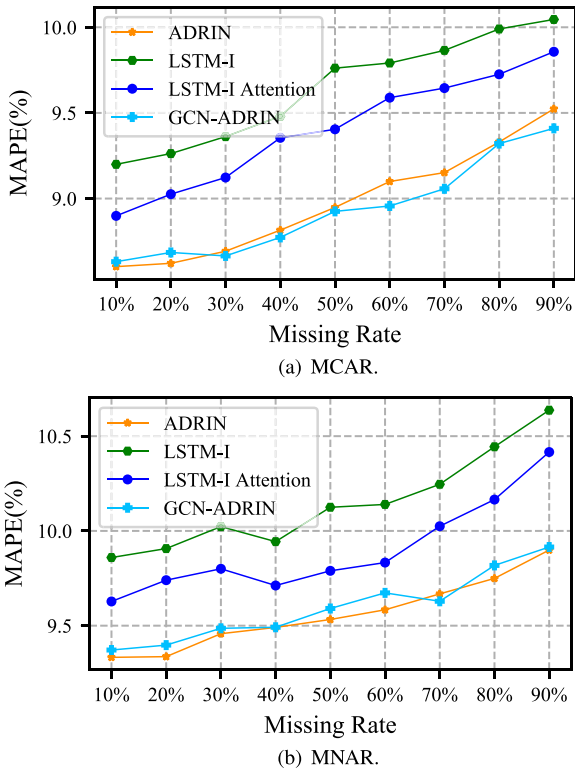 ADRIN
LSTM-I
LSTM-I Attention
GCN-ADRIN
10.0
9.5
9.0
MAPE(%)
10% 20% 30% 40% 50% 60% 70% 80% 90%
Missing Rate
(a) MCAR.
ADRIN
LSTM-I
LSTM-I Attention
GCN-ADRIN
10.5
10.0
9.5
MAPE(%)
10% 20% 30% 40% 50% 60% 70% 80% 90%
Missing Rate
(b) MNAR.